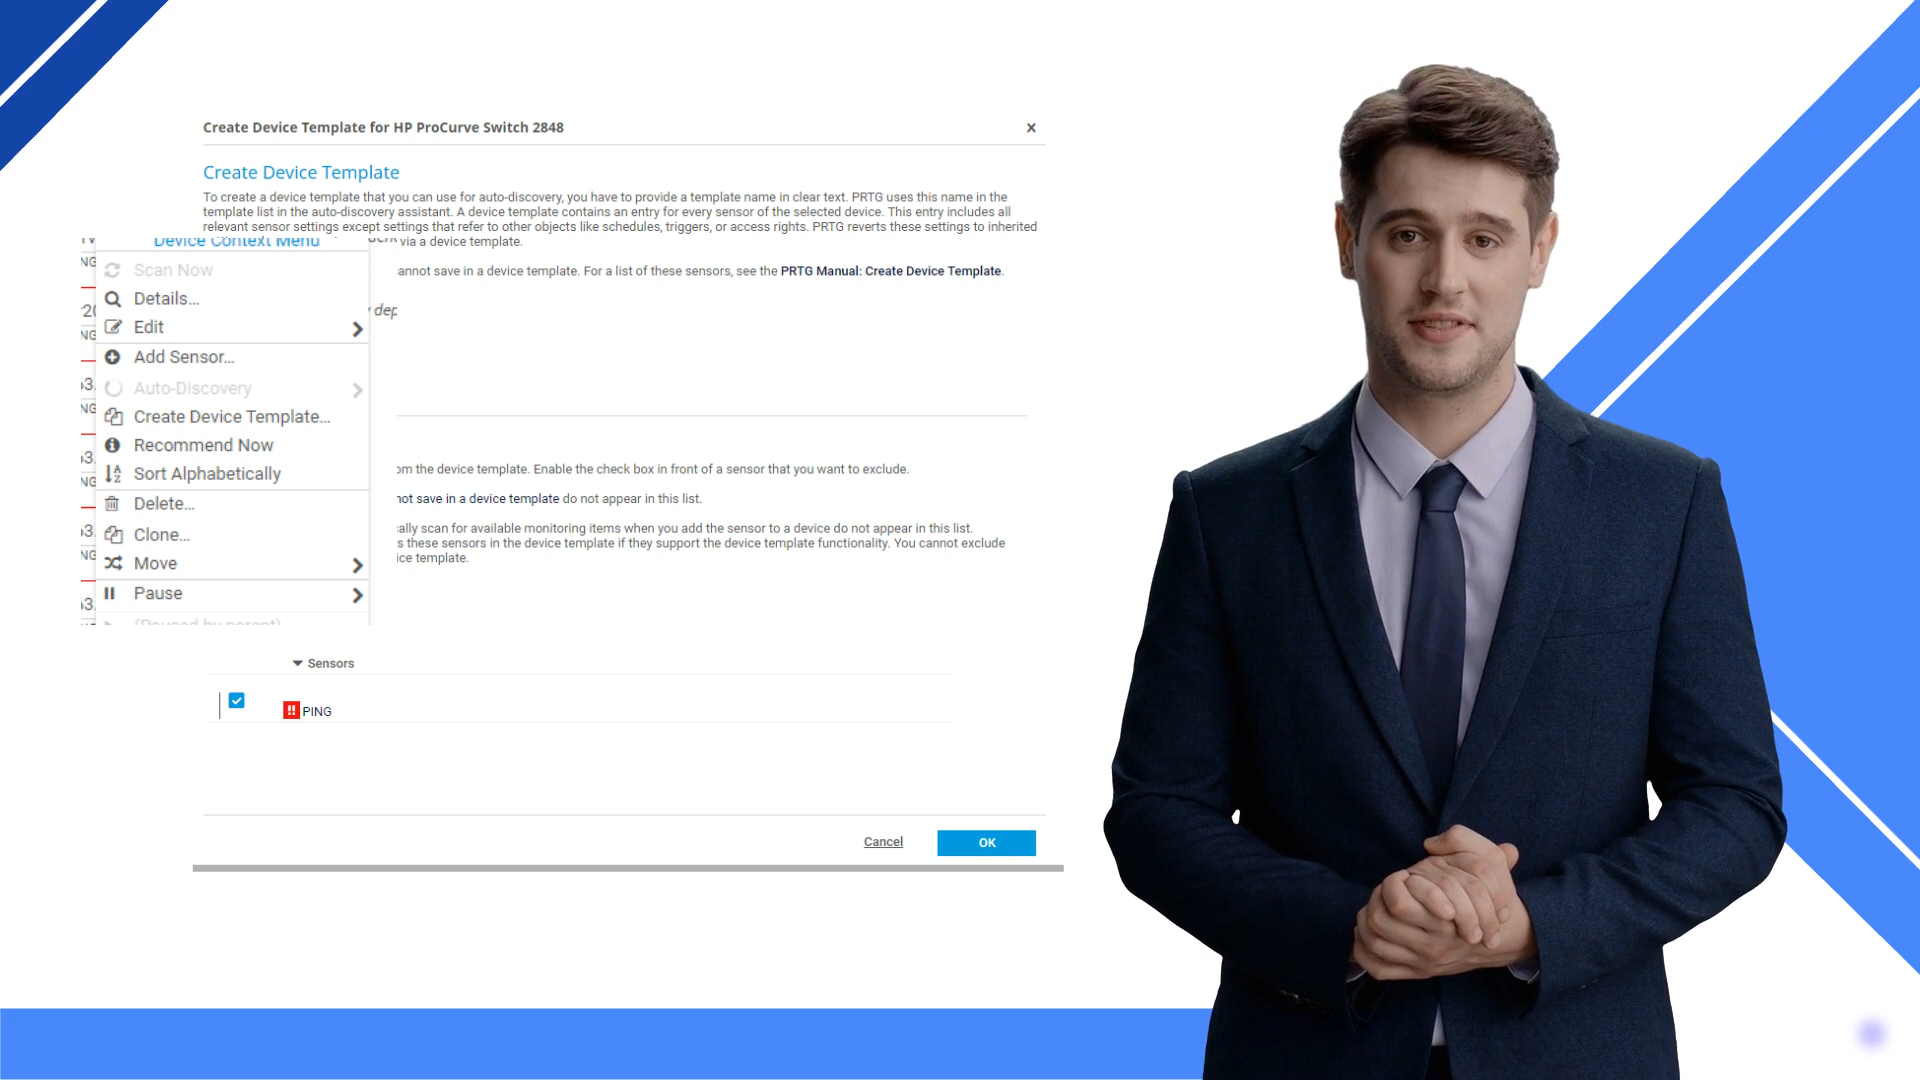 Create Device Template for HP ProCurve Switch 2848
Create Device Template
To create a device template that you can use for auto-discovery, you have to provide a template name in clear text. PRTG uses this name in the
template list in the auto-discovery assistant. A device template contains an entry for every sensor of the selected device. This entry includes all
relevant sensor settings except settings that refer to other objects like schedules, triggers, or access rights. PRTG reverts these settings to inherited
via a device template.
cannot save in a device template. For a list of these sensors, see the PRTG Manual: Create Device Template.
Device Context Menu
Scan Now
Details...
Edit
Add Sensor...
Auto-Discovery
Create Device Template...
Recommend Now
Sort Alphabetically
Delete...
Clone...
Move
Pause
(Paused by parent)
om the device template. Enable the check box in front of a sensor that you want to exclude.
not save in a device template do not appear in this list.
cally scan for available monitoring items when you add the sensor to a device do not appear in this list.
s these sensors in the device template if they support the device template functionality. You cannot exclude
ice template.
Sensors
PING
Cancel
OK